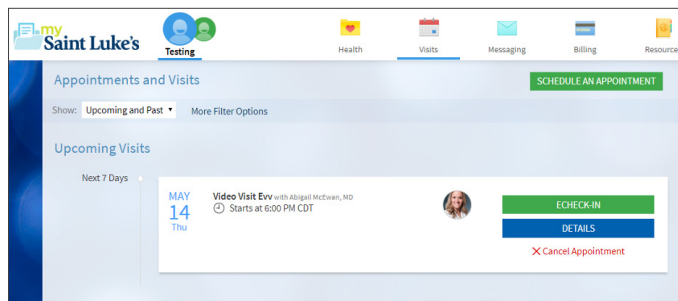 my
Saint Luke's
Testing
Health
Visits
Messaging
Billing
Resource
Appointments and Visits
SCHEDULE AN APPOINTMENT
Show: Upcoming and Past
More Filter Options
Upcoming Visits
Next 7 Days
MAY
14
Thu
Video Visit Evv with Abigail McEwan, MD
Starts at 6:00 PM CDT
ECHECK-IN
DETAILS
Cancel Appointment